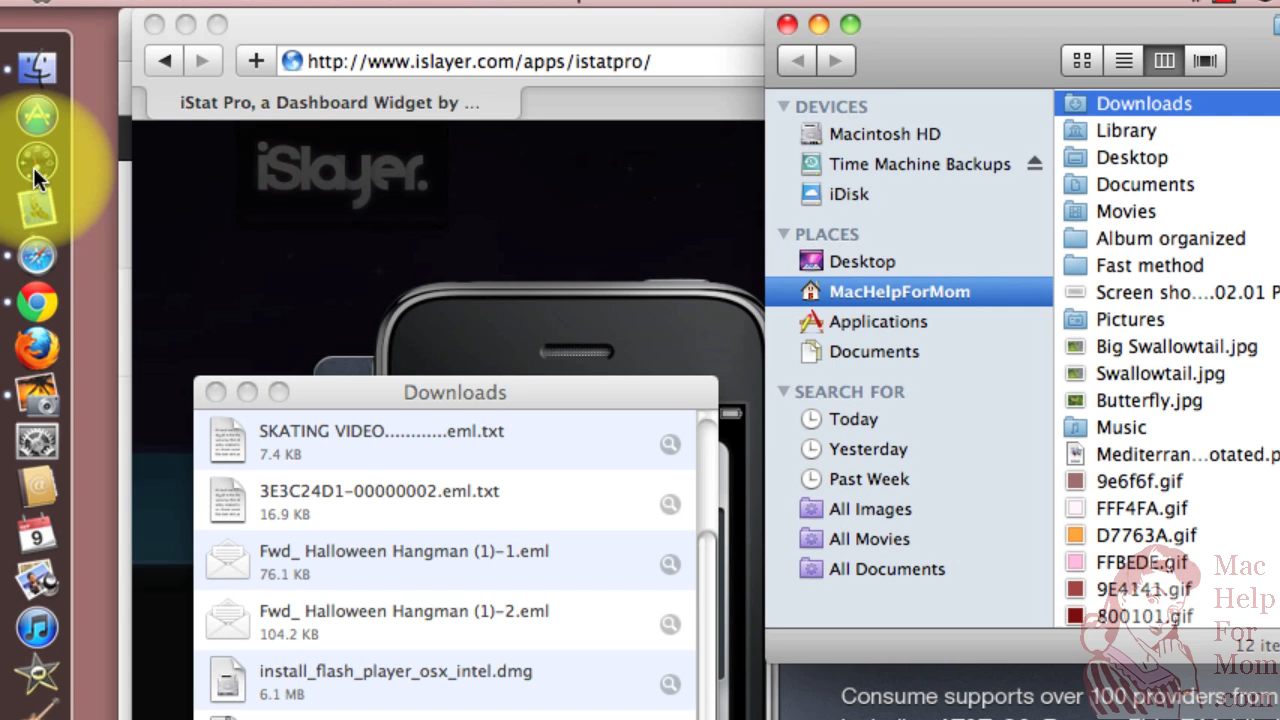 http://www.islayer.com/apps/istatpro/
iStat Pro, a Dashboard Widget by ...
iSlayer.
Downloads
SKATING VIDEO............eml.txt
7.4 KB
3E3C24D1-00000002.eml.txt
16.9 KB
Fwd_ Halloween Hangman (1)-1.eml
76.1 KB
Fwd_ Halloween Hangman (1)-2.eml
104.2 KB
install_flash_player_osx_intel.dmg
6.1 MB
9
DEVICES
Macintosh HD
Time Machine Backups
iDisk
PLACES
Desktop
MacHelpForMom
Applications
Documents
SEARCH FOR
Today
Yesterday
Past Week
All Images
All Movies
All Documents
Downloads
Library
Desktop
Documents
Movies
Album organized
Fast method
Screen sho....02.01 P
Pictures
Big Swallowtail.jpg
Swallowtail.jpg
Butterfly.jpg
Music
Mediterran...otated.p
9e6f6f.gif
FFF4FA.gif
D7763A.gif
FFBEDE.gif
9E4141.gif
800101.gif
12 ite
Mac
Help
For
Mom
.com
Consume supports over 100 providers from